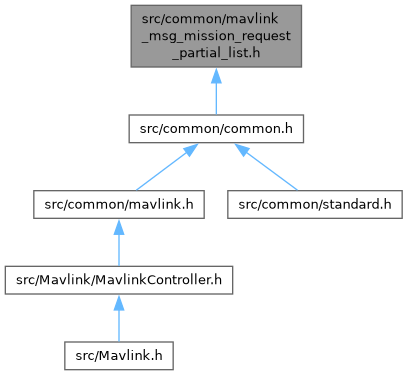 src/common/mavlink
_msg_mission_request
_partial_list.h
src/common/common.h
src/common/mavlink.h
src/common/standard.h
src/Mavlink/MavlinkController.h
src/Mavlink.h